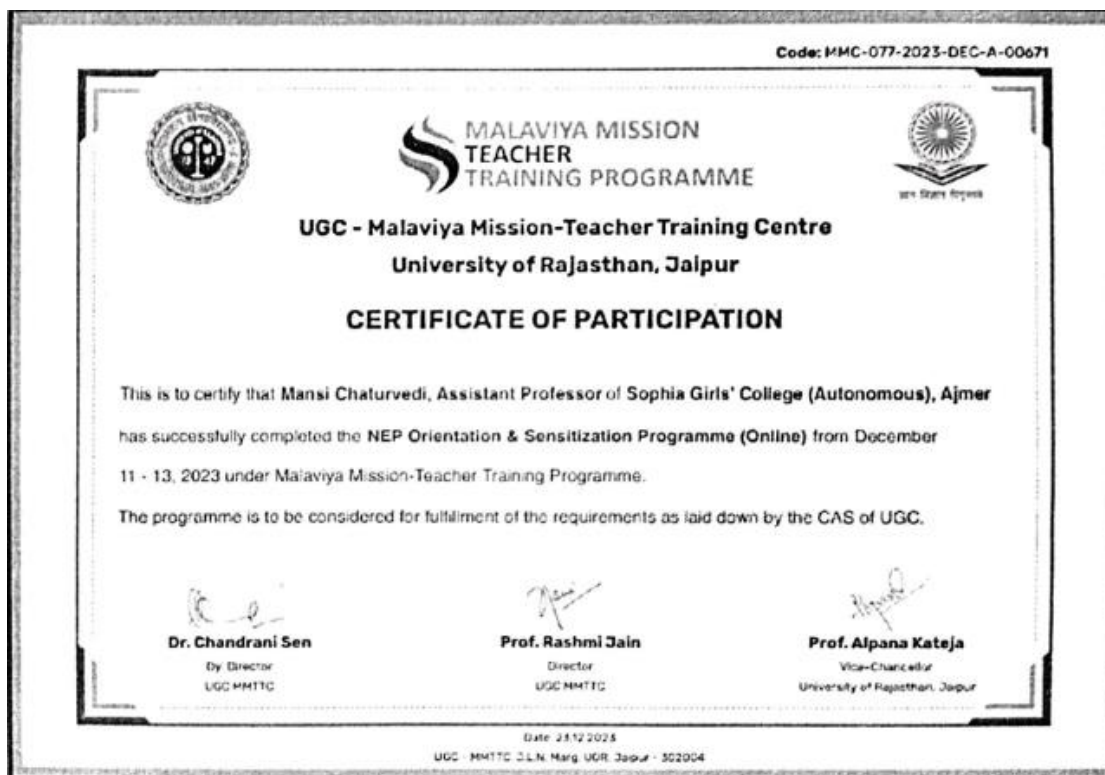 Code: MMC-077-2023-DEC-A-00671
MALAVIYA MISSION
TEACHER
TRAINING PROGRAMME
ज्ञान विज्ञान विमुक्तये
UGC - Malaviya Mission-Teacher Training Centre
University of Rajasthan, Jaipur
CERTIFICATE OF PARTICIPATION
This is to certify that Mansi Chaturvedi, Assistant Professor of Sophia Girls' College (Autonomous), Ajmer
has successfully completed the NEP Orientation & Sensitization Programme (Online) from December
11 - 13, 2023 under Malaviya Mission-Teacher Training Programme.
The programme is to be considered for fulfillment of the requirements as laid down by the CAS of UGC.
Dr. Chandrani Sen
Dy Director
UGC MMTTC
Prof. Rashmi Jain
Director
UGC MMTTC
Prof. Alpana Kateja
Vice-Chancellor
University of Rajasthan, Jaipur
Date 23.12.2023
UGC - MMTTC J.L.N. Marg, UOR, Jaipur - 302004